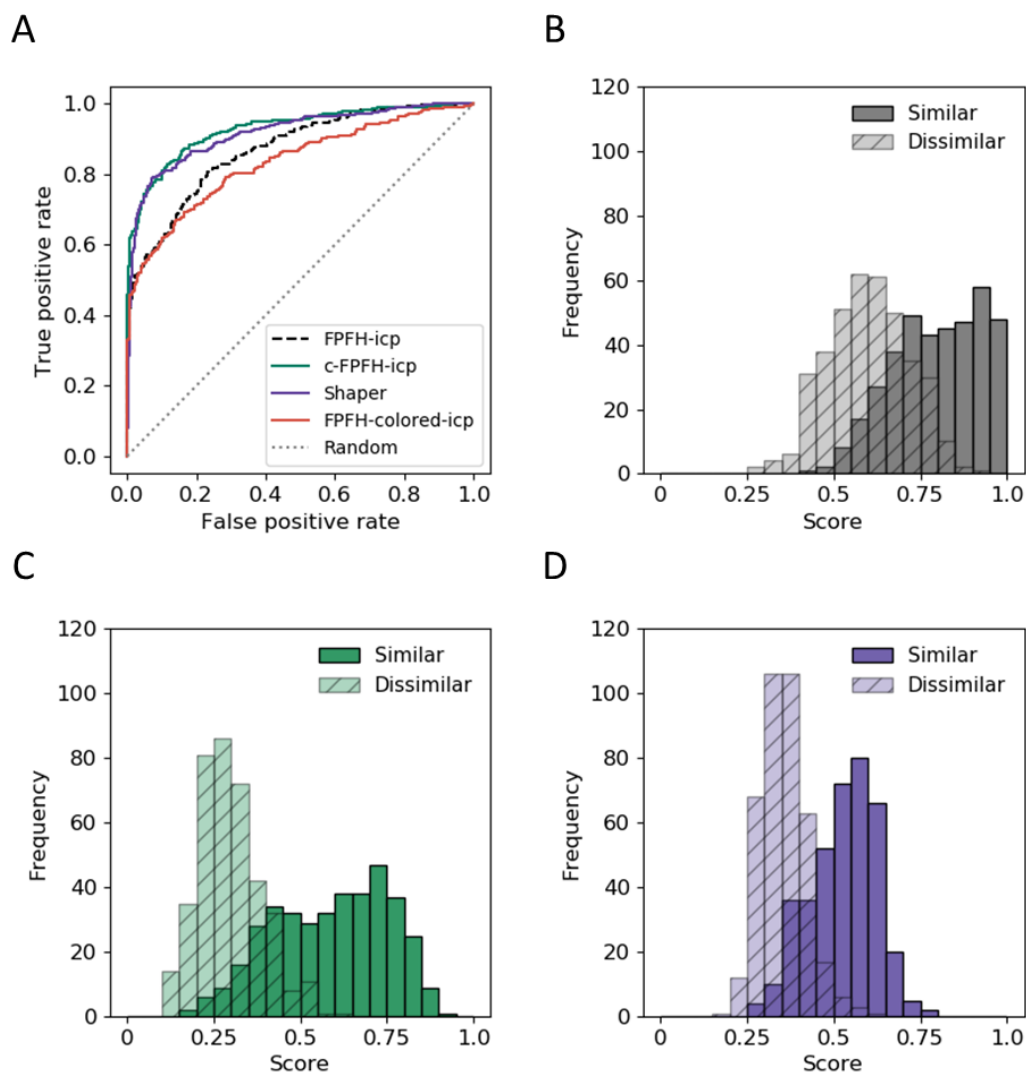 A
1.0
0.8
0.6
0.4
0.2
0.0
True positive rate
0.0 0.2 0.4 0.6 0.8 1.0
False positive rate
FPFH-icp
c-FPFH-icp
Shaper
FPFH-colored-icp
Random
B
120
100
80
60
40
20
0
Frequency
0 0.25 0.5 0.75 1.0
Score
Similar
Dissimilar
C
120
100
80
60
40
20
0
Frequency
0 0.25 0.5 0.75 1.0
Score
Similar
Dissimilar
D
120
100
80
60
40
20
0
Frequency
0 0.25 0.5 0.75 1.0
Score
Similar
Dissimilar